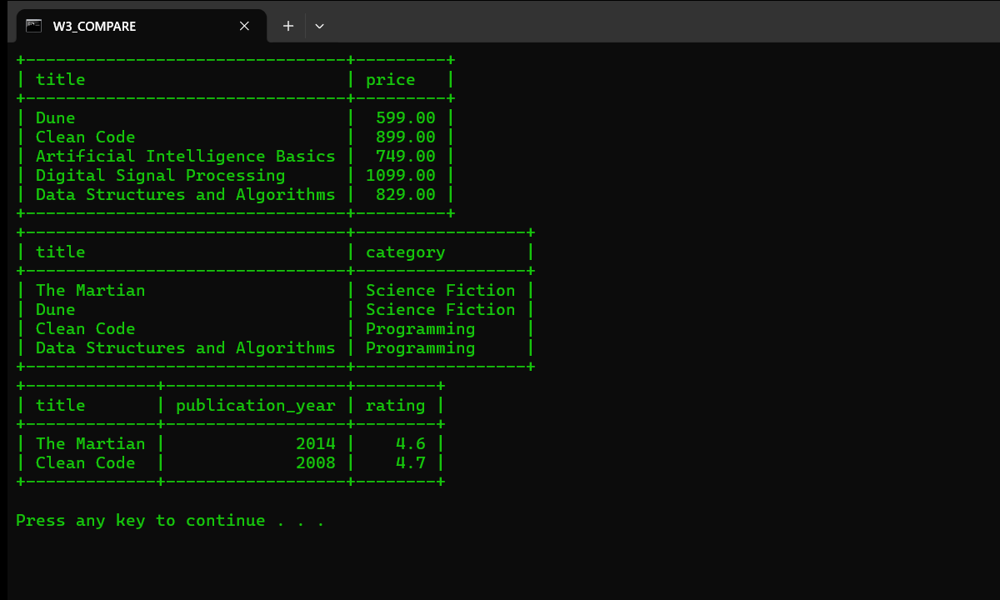 W3_COMPARE
+--------------------------------+---------+
| title                          | price   |
+--------------------------------+---------+
| Dune                           |  599.00 |
| Clean Code                     |  899.00 |
| Artificial Intelligence Basics |  749.00 |
| Digital Signal Processing      | 1099.00 |
| Data Structures and Algorithms |  829.00 |
+--------------------------------+---------+
+--------------------------------+-----------------+
| title                          | category        |
+--------------------------------+-----------------+
| The Martian                    | Science Fiction |
| Dune                           | Science Fiction |
| Clean Code                     | Programming     |
| Data Structures and Algorithms | Programming     |
+--------------------------------+-----------------+
+-------------+------------------+--------+
| title       | publication_year | rating |
+-------------+------------------+--------+
| The Martian |             2014 |    4.6 |
| Clean Code  |             2008 |    4.7 |
+-------------+------------------+--------+
Press any key to continue . . .